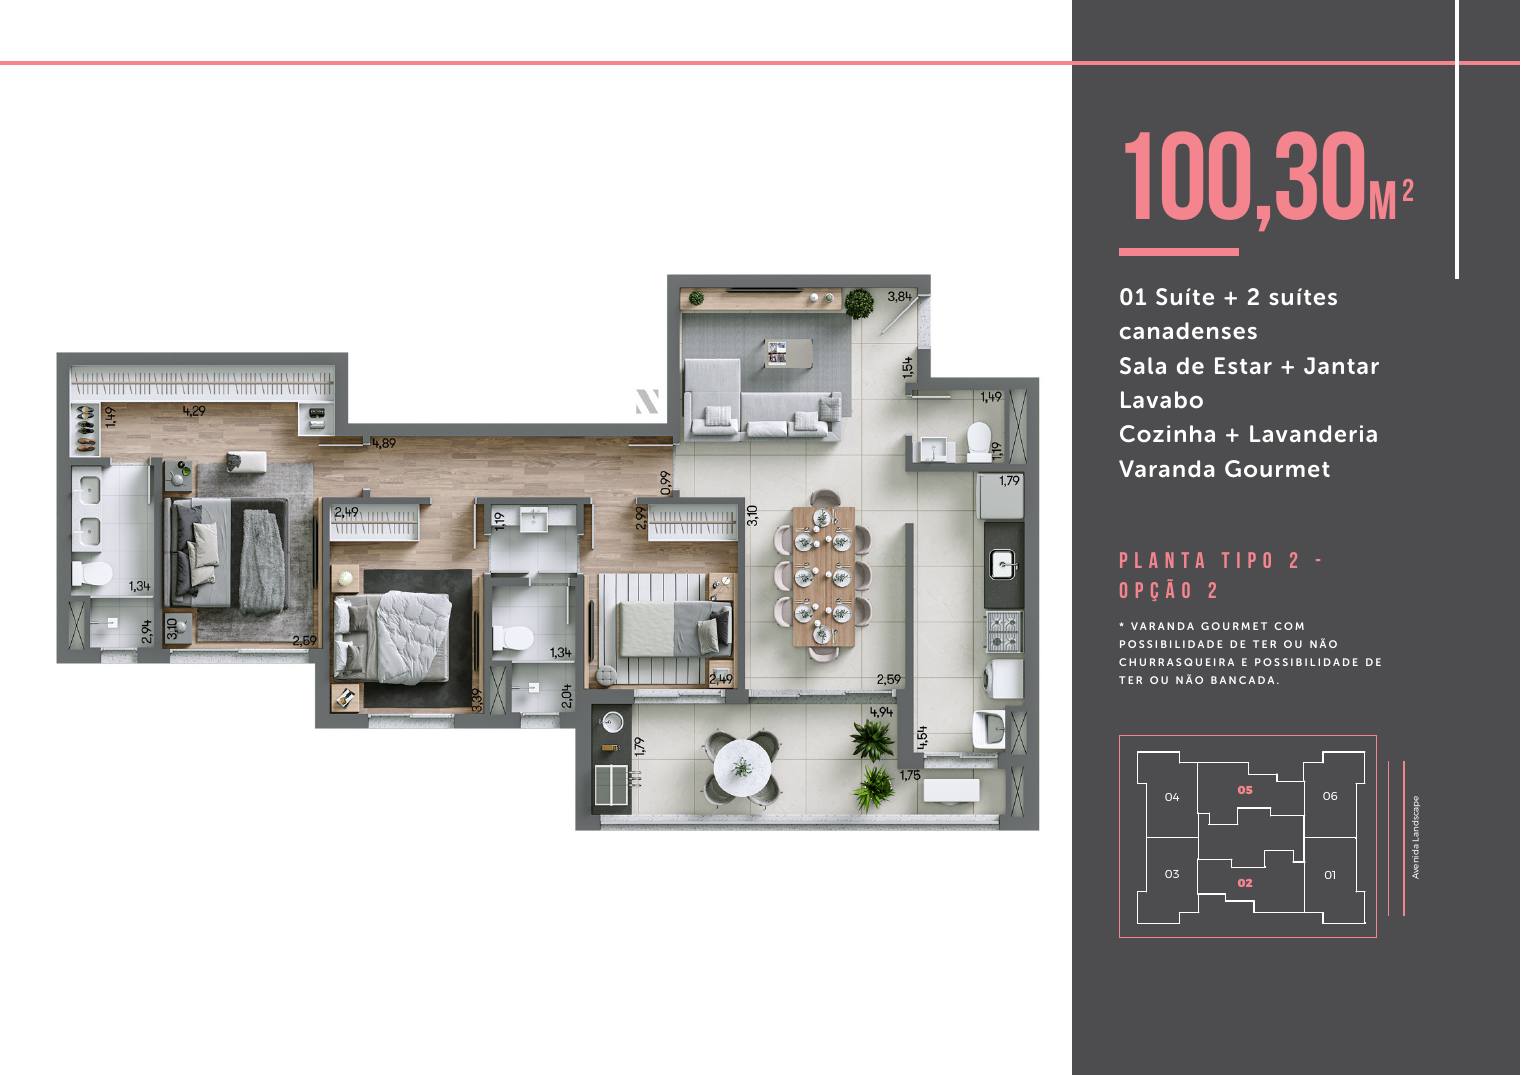 100,30M²
01 Suíte + 2 suítes
canadenses
Sala de Estar + Jantar
Lavabo
Cozinha + Lavanderia
Varanda Gourmet
PLANTA TIPO 2 -
OPÇÃO 2
* VARANDA GOURMET COM
POSSIBILIDADE DE TER OU NÃO
CHURRASQUEIRA E POSSIBILIDADE DE
TER OU NÃO BANCADA.
04
05
06
03
02
01
Avenida Landscape
3,84
1,54
1,49
1,19
1,79
4,29
1,49
4,89
0,99
2,49
1,19
2,99
3,10
1,34
2,94
3,10
2,59
1,34
2,04
3,39
2,49
2,59
4,94
1,79
4,54
1,75